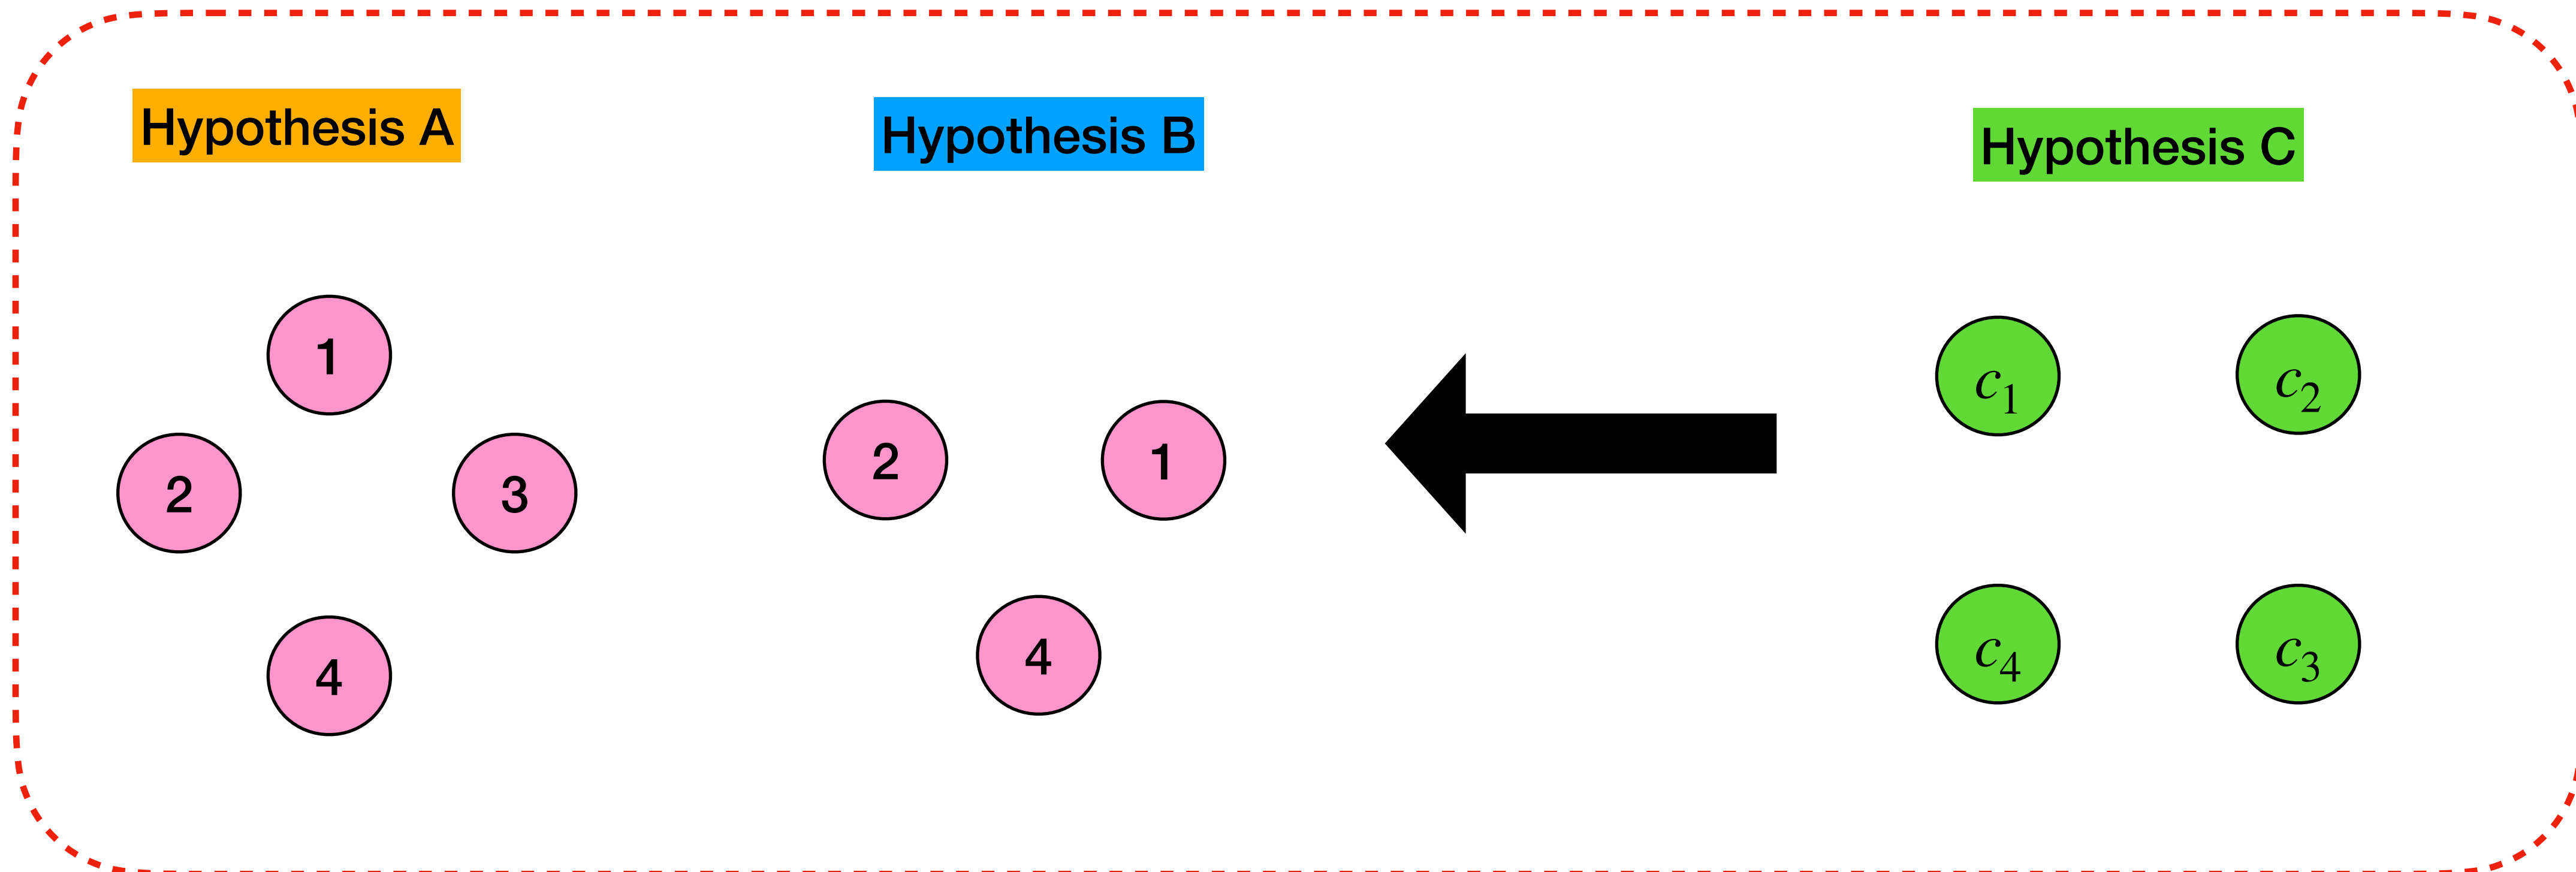 Hypothesis A
Hypothesis B
Hypothesis C
1
2
3
4
2
1
4
c₁
c₂
c₄
c₃